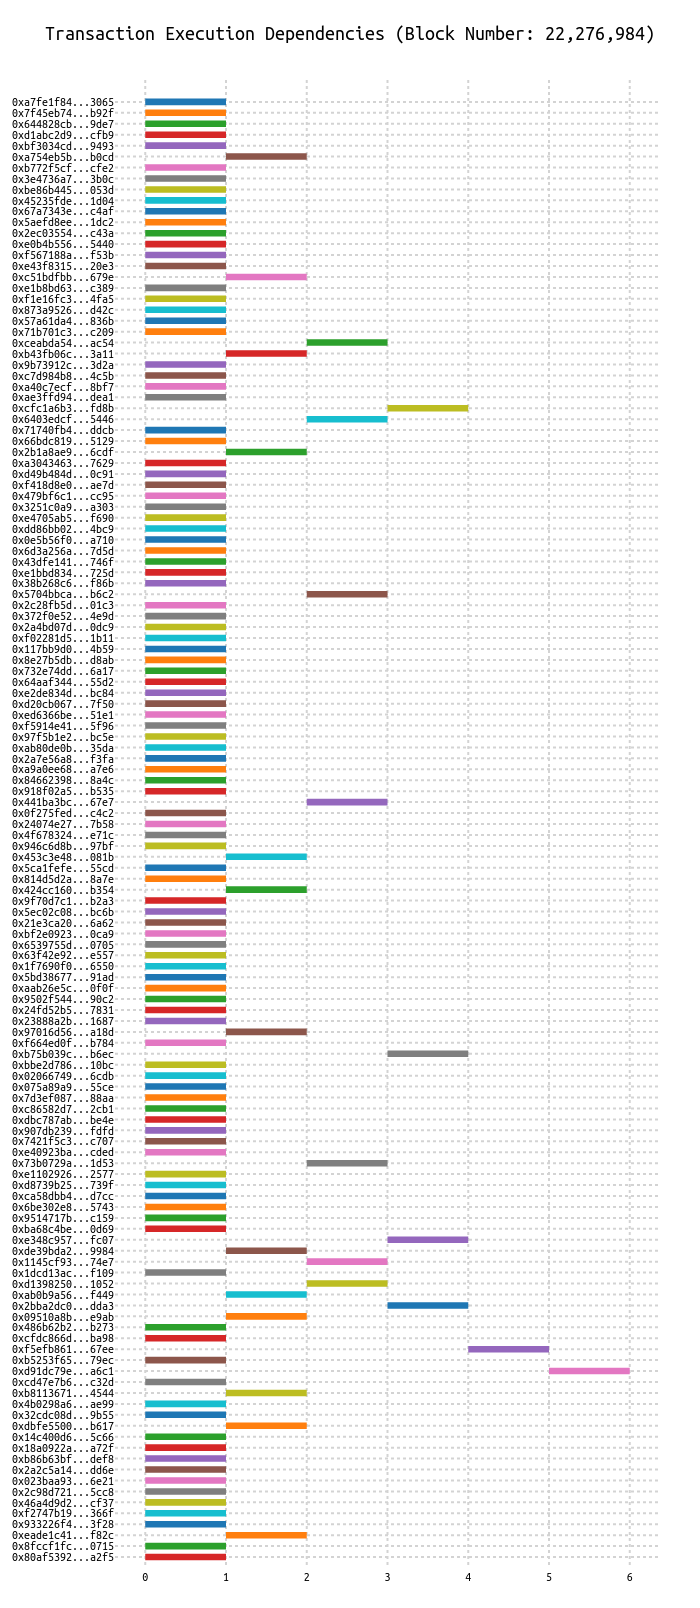 Transaction Execution Dependencies (Block Number: 22,276,984)
0xa7fe1f84...3065
0x7f45eb74...b92f
0x644828cb...9de7
0xd1abc2d9...cfb9
0xbf3034cd...9493
0xa754eb5b...b0cd
0xb772f5cf...cfe2
0x3e4736a7...3b0c
0xbe86b445...053d
0x45235fde...1d04
0x67a7343e...c4af
0x5aefd8ee...1dc2
0x2ec03554...c43a
0xe0b4b556...5440
0xf567188a...f53b
0xe43f8315...20e3
0xc51bdfbb...679e
0xe1b8bd63...c389
0xf1e16fc3...4fa5
0x873a9526...d42c
0x57a61da4...836b
0x71b701c3...c209
0xceabda54...ac54
0xb43fb06c...3a11
0x9b73912c...3d2a
0xc7d984b8...4c5b
0xa40c7ecf...8bf7
0xae3ffd94...dea1
0xcfc1a6b3...fd8b
0x6403edcf...5446
0x71740fb4...ddcb
0x66bdc819...5129
0x2b1a8ae9...6cdf
0xa3043463...7629
0xd49b484d...0c91
0xf418d8e0...ae7d
0x479bf6c1...cc95
0x3251c0a9...a303
0xe4705ab5...f690
0xdd86bb02...4bc9
0x0e5b56f0...a710
0x6d3a256a...7d5d
0x43dfe141...746f
0xe1bbd834...725d
0x38b268c6...f86b
0x5704bbca...b6c2
0x2c28fb5d...01c3
0x372f0e52...4e9d
0x2a4bd07d...0dc9
0xf02281d5...1b11
0x117bb9d0...4b59
0x8e27b5db...d8ab
0x732e74dd...6a17
0x64aaf344...55d2
0xe2de834d...bc84
0xd20cb067...7f50
0xed6366be...51e1
0xf5914e41...5f96
0x97f5b1e2...bc5e
0xab80de0b...35da
0x2a7e56a8...f3fa
0xa9a0ee68...a7e6
0x84662398...8a4c
0x918f02a5...b535
0x441ba3bc...67e7
0x0f275fed...c4c2
0x24074e27...7b58
0x4f678324...e71c
0x946c6d8b...97bf
0x453c3e48...081b
0x5ca1fefe...55cd
0x814d5d2a...8a7e
0x424cc160...b354
0x9f70d7c1...b2a3
0x5ec02c08...bc6b
0x21e3ca20...6a62
0xbf2e0923...0ca9
0x6539755d...0705
0x63f42e92...e557
0x1f7690f0...6550
0x5bd38677...91ad
0xaab26e5c...0f0f
0x9502f544...90c2
0x24fd52b5...7831
0x23888a2b...1687
0x97016d56...a18d
0xf664ed0f...b784
0xb75b039c...b6ec
0xbbe2d786...10bc
0x02066749...6cdb
0x075a89a9...55ce
0x7d3ef087...88aa
0xc86582d7...2cb1
0xdbc787ab...be4e
0x907db239...fdfd
0x7421f5c3...c707
0xe40923ba...cded
0x73b0729a...1d53
0xe1102926...2577
0xd8739b25...739f
0xca58dbb4...d7cc
0x6be302e8...5743
0x9514717b...c159
0xba68c4be...0d69
0xe348c957...fc07
0xde39bda2...9984
0x1145cf93...74e7
0x1dcd13ac...f109
0xd1398250...1052
0xab0b9a56...f449
0x2bba2dc0...dda3
0x09510a8b...e9ab
0x486b62b2...b273
0xcfdc866d...ba98
0xf5efb861...67ee
0xb5253f65...79ec
0xd91dc79e...a6c1
0xcd47e7b6...c32d
0xb8113671...4544
0x4b0298a6...ae99
0x32cdc08d...9b55
0xdbfe5500...b617
0x14c400d6...5c66
0x18a0922a...a72f
0xb86b63bf...def8
0x2a2c5a14...dd6e
0x023baa93...6e21
0x2c98d721...5cc8
0x46a4d9d2...cf37
0xf2747b19...366f
0x933226f4...3f28
0xeade1c41...f82c
0x8fccf1fc...0715
0x80af5392...a2f5
0 1 2 3 4 5 6